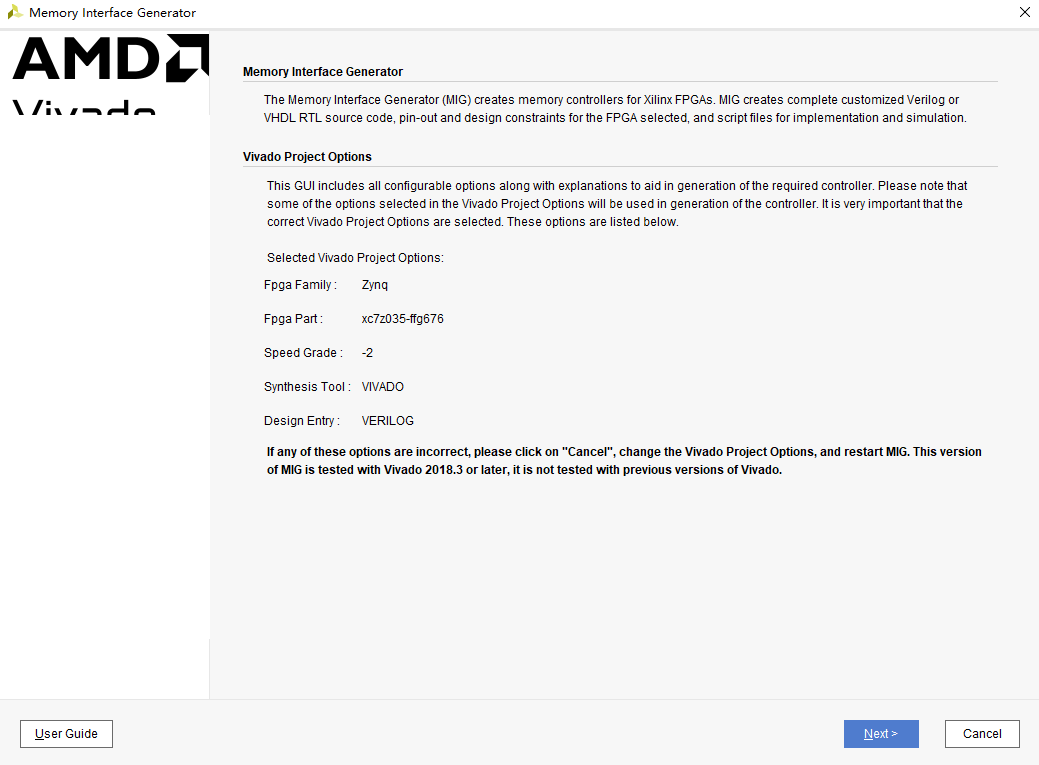 Memory Interface Generator
AMD
Vivado
Memory Interface Generator
The Memory Interface Generator (MIG) creates memory controllers for Xilinx FPGAs. MIG creates complete customized Verilog or
VHDL RTL source code, pin-out and design constraints for the FPGA selected, and script files for implementation and simulation.
Vivado Project Options
This GUI includes all configurable options along with explanations to aid in generation of the required controller. Please note that
some of the options selected in the Vivado Project Options will be used in generation of the controller. It is very important that the
correct Vivado Project Options are selected. These options are listed below.
Selected Vivado Project Options:
Fpga Family : Zynq
Fpga Part : xc7z035-ffg676
Speed Grade : -2
Synthesis Tool : VIVADO
Design Entry : VERILOG
If any of these options are incorrect, please click on "Cancel", change the Vivado Project Options, and restart MIG. This version
of MIG is tested with Vivado 2018.3 or later, it is not tested with previous versions of Vivado.
User Guide
Next >
Cancel